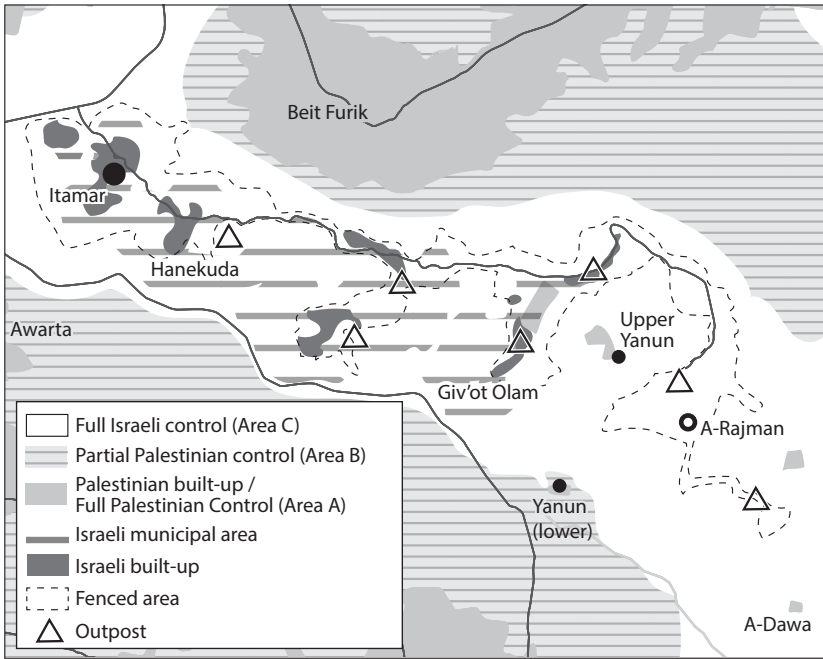 Beit Furik
Itamar
Hanekuda
Awarta
Upper
Yanun
Giv'ot Olam
A-Rajman
Yanun
(lower)
A-Dawa
Full Israeli control (Area C)
Partial Palestinian control (Area B)
Palestinian built-up /
Full Palestinian Control (Area A)
Israeli municipal area
Israeli built-up
Fenced area
Outpost